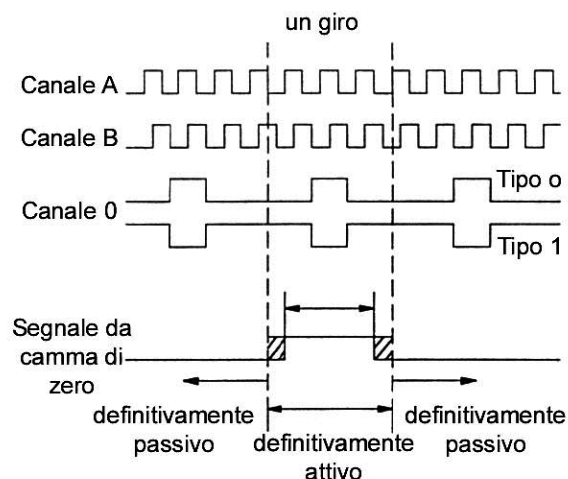 un giro
Canale A
Canale B
Tipo o
Canale 0
Tipo 1
Segnale da
camma di
zero
definitivamente
passivo
definitivamente
attivo
definitivamente
passivo